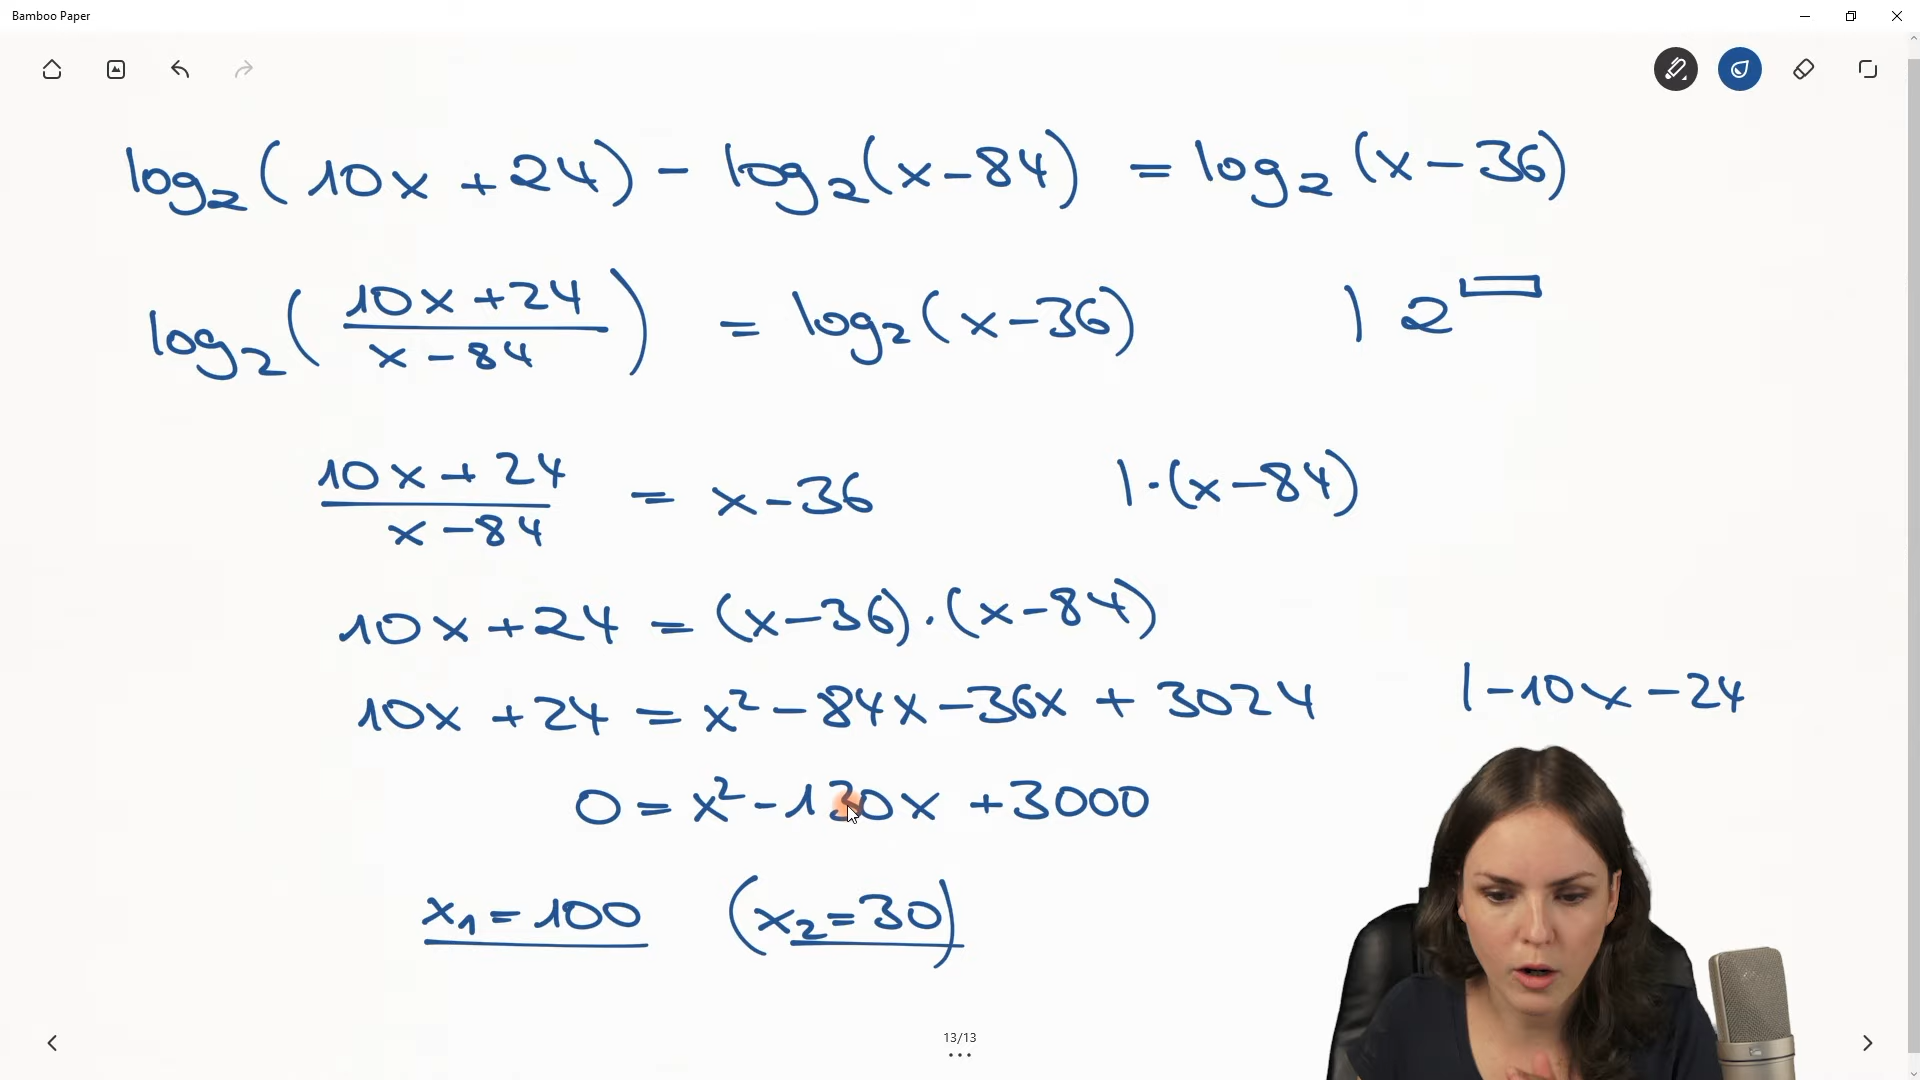 Bamboo Paper
log₂(10x+24) - log₂(x-84) = log₂(x-36)
log₂((10x+24)/(x-84)) = log₂(x-36) | 2^▭
(10x+24)/(x-84) = x-36 | ·(x-84)
10x+24 = (x-36)·(x-84)
10x+24 = x²-84x-36x+3024 | -10x-24
0 = x²-130x+3000
x₁=100 (x₂=30)
13/13